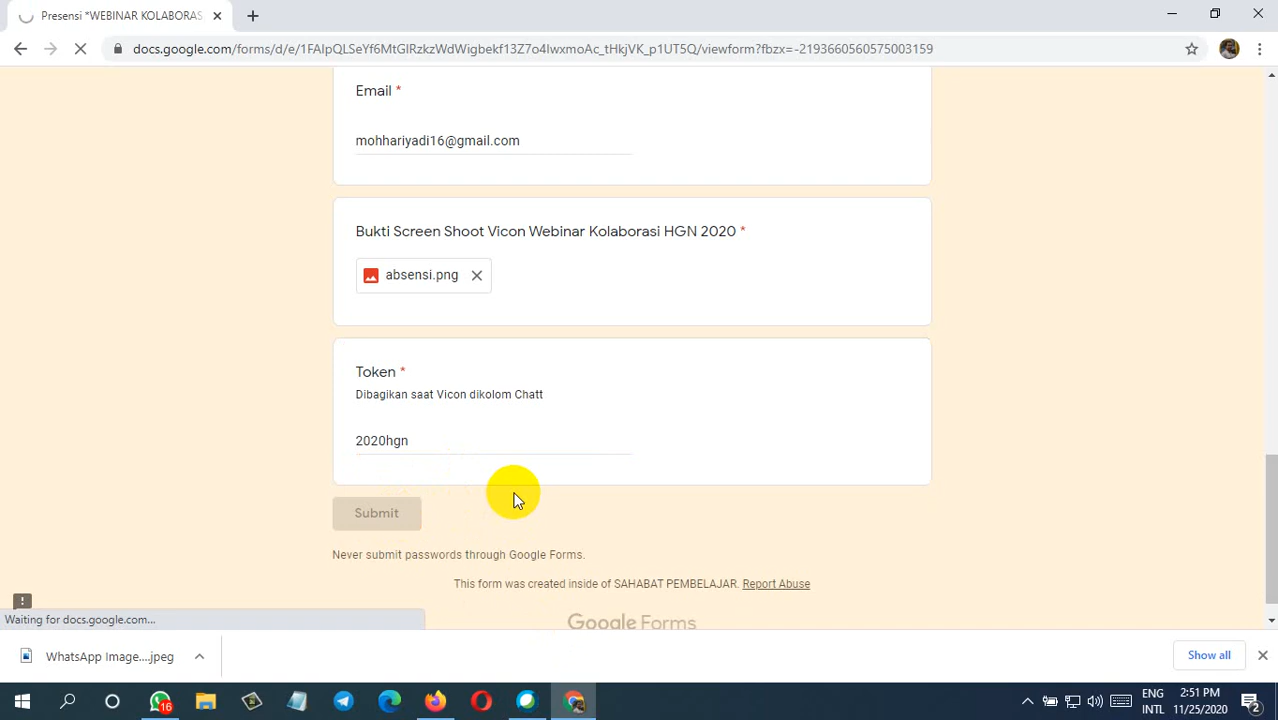 Presensi *WEBINAR KOLABORAS
docs.google.com/forms/d/e/1FAIpQLSeYf6MtGlRzkzWdWigbekf13Z7o4lwxmoAc_tHkjVK_p1UT5Q/viewform?fbzx=-2193660560575003159
Email *
mohhariyadi16@gmail.com
Bukti Screen Shoot Vicon Webinar Kolaborasi HGN 2020 *
absensi.png
Token *
Dibagikan saat Vicon dikolom Chatt
2020hgn
Submit
Never submit passwords through Google Forms.
This form was created inside of SAHABAT PEMBELAJAR. Report Abuse
Google Forms
Waiting for docs.google.com...
WhatsApp Image....jpeg
Show all
16
ENG
INTL
2:51 PM
11/25/2020
2